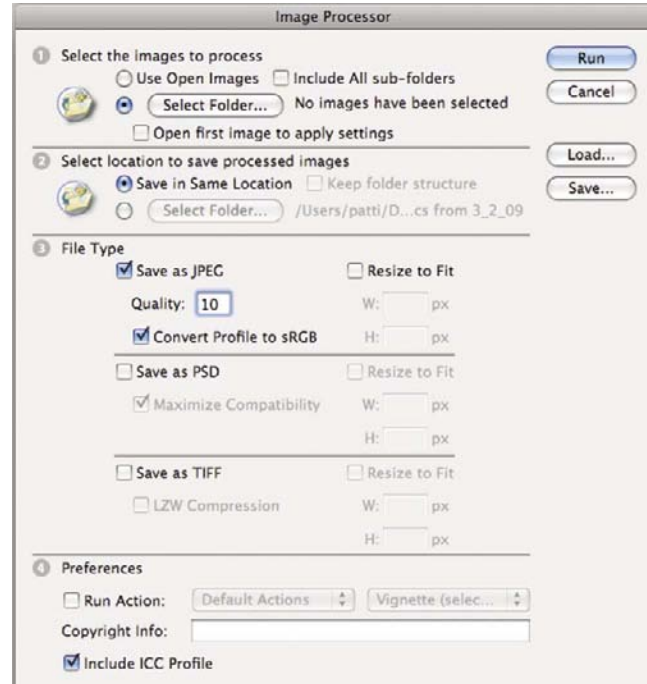 Image Processor
1 Select the images to process
Use Open Images Include All sub-folders
Select Folder... No images have been selected
Open first image to apply settings
Run
Cancel
2 Select location to save processed images
Save in Same Location Keep folder structure
Select Folder... /Users/patti/D...cs from 3_2_09
Load...
Save...
3 File Type
Save as JPEG Resize to Fit
Quality: 10 W: px
Convert Profile to sRGB H: px
Save as PSD Resize to Fit
Maximize Compatibility W: px
H: px
Save as TIFF Resize to Fit
LZW Compression W: px
H: px
4 Preferences
Run Action: Default Actions Vignette (selec...
Copyright Info:
Include ICC Profile